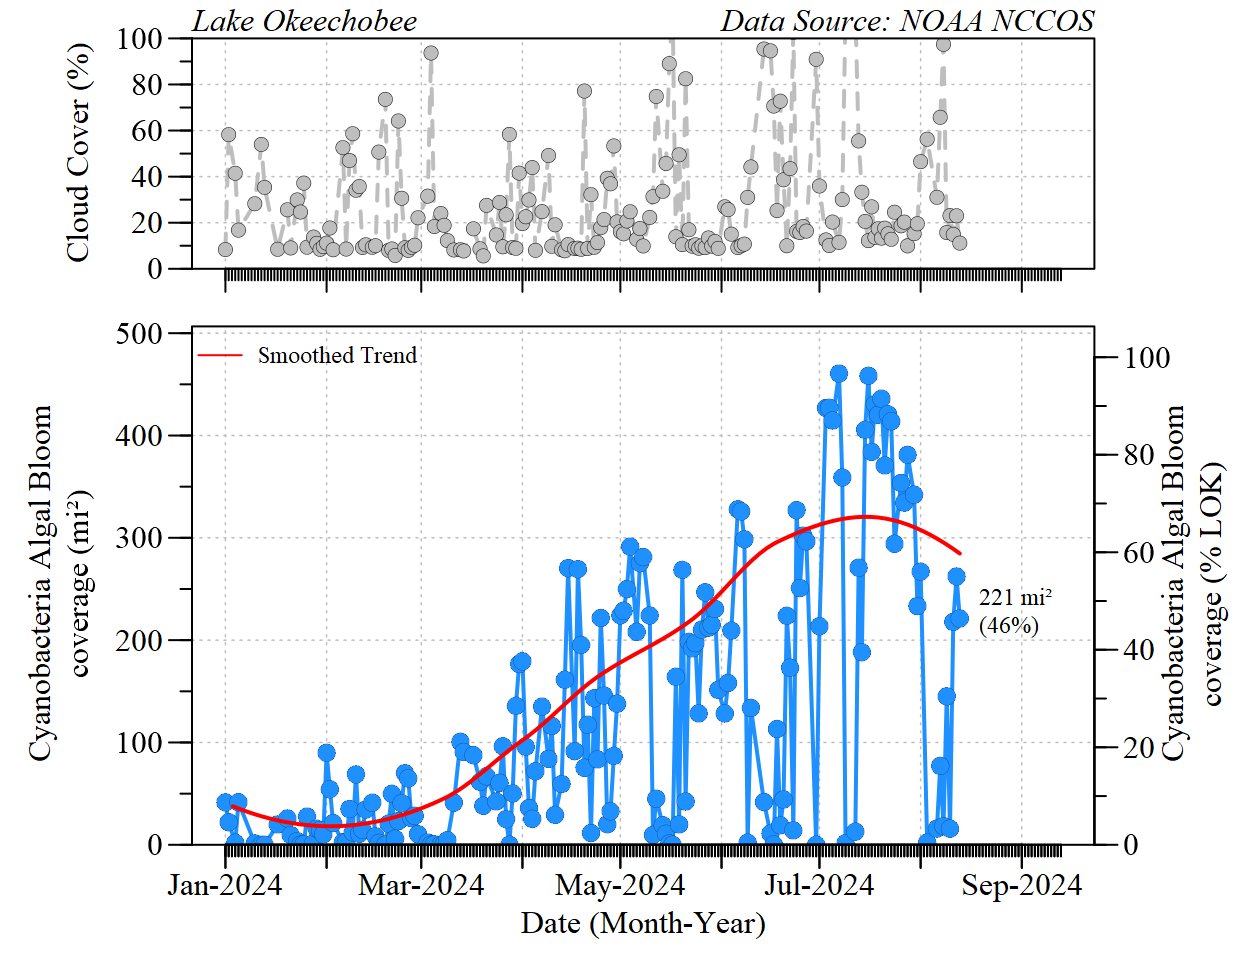 Lake Okeechobee Data Source: NOAA NCCOS
Cloud Cover (%)
100
80
60
40
20
0
Smoothed Trend
Cyanobacteria Algal Bloom
coverage (mi²)
500
400
300
200
100
0
221 mi²
(46%)
100
80
60
40
20
0
Cyanobacteria Algal Bloom
coverage (% LOK)
Jan-2024 Mar-2024 May-2024 Jul-2024 Sep-2024
Date (Month-Year)